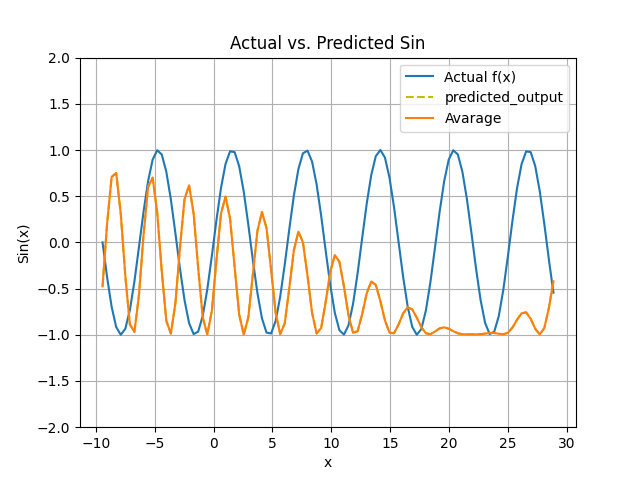 Actual vs. Predicted Sin
2.0
1.5
1.0
0.5
0.0
−0.5
−1.0
−1.5
−2.0
Sin(x)
Actual f(x)
predicted_output
Avarage
−10 −5 0 5 10 15 20 25 30
x